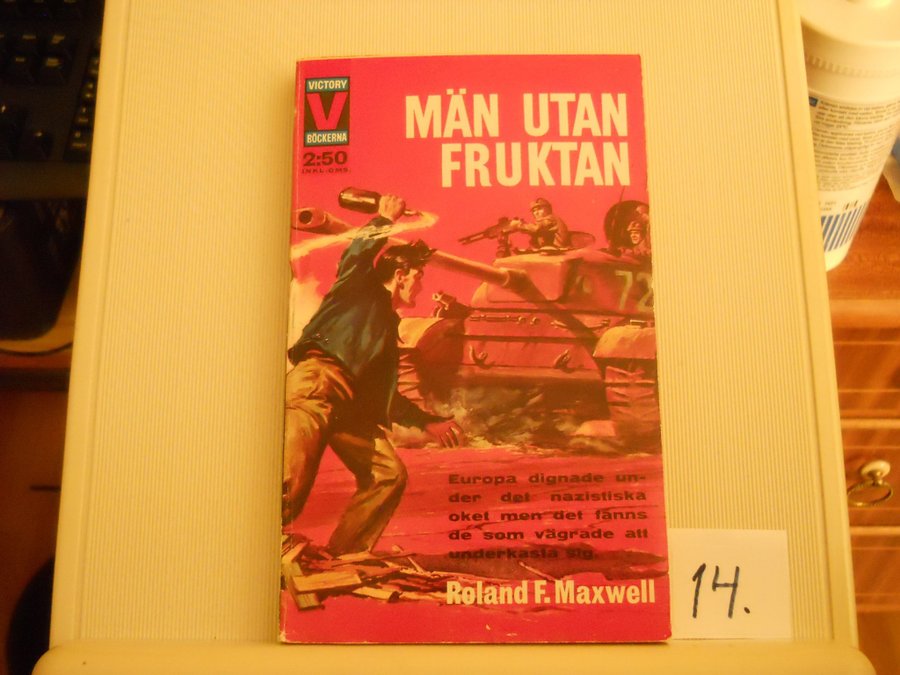 VICTORY
V
BÖCKERNA
2:50
INKL. OMS.
MÄN UTAN
FRUKTAN
72
Europa dignade un-
der det nazistiska
oket men det fanns
de som vägrade att
underkasta sig.
Roland F. Maxwell
14.